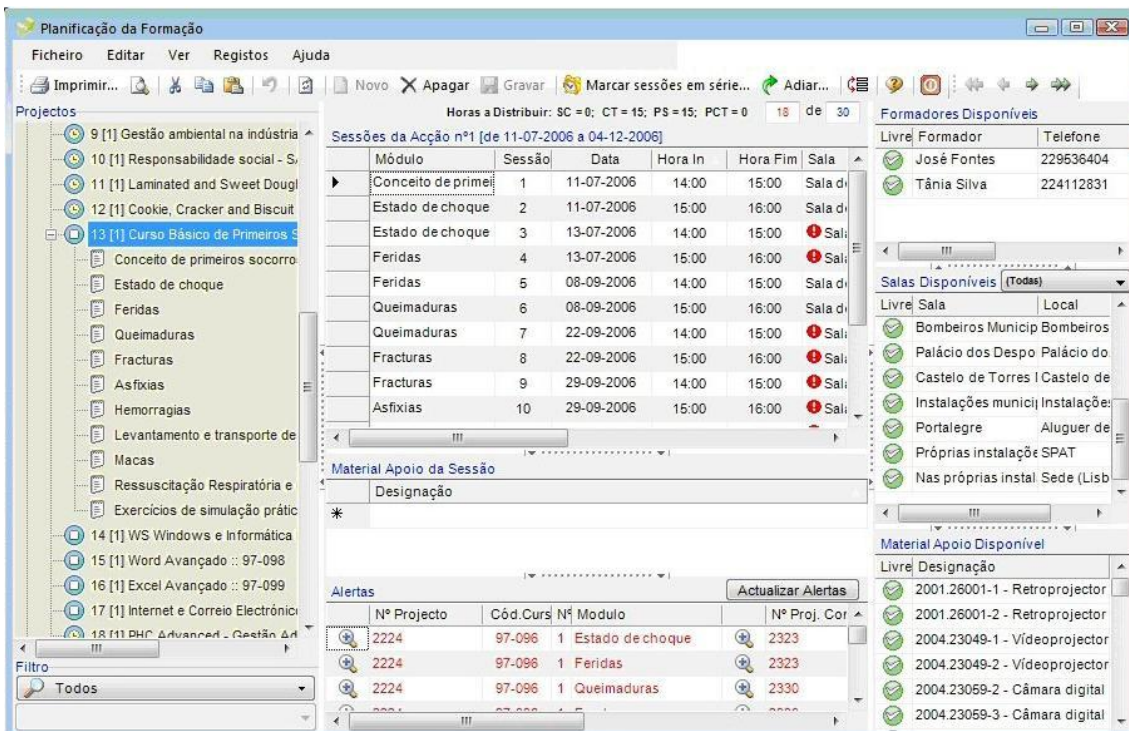 Planificação da Formação
Ficheiro Editar Ver Registos Ajuda
Imprimir... Novo Apagar Gravar Marcar sessões em série... Adiar...
Projectos
9 [1] Gestão ambiental na indústria
10 [1] Responsabilidade social - S
11 [1] Laminated and Sweet Dough
12 [1] Cookie, Cracker and Biscuit
13 [1] Curso Básico de Primeiros S
Conceito de primeiros socorro
Estado de choque
Feridas
Queimaduras
Fracturas
Asfixias
Hemorragias
Levantamento e transporte de
Macas
Ressuscitação Respiratória e
Exercícios de simulação prátic
14 [1] WS Windows e Informática
15 [1] Word Avançado :: 97-098
16 [1] Excel Avançado :: 97-099
17 [1] Internet e Correio Electrónic
18 [1] PHC Advanced - Gestão Ad
Filtro
Todos
Horas a Distribuir: SC = 0; CT = 15; PS = 15; PCT = 0 18 de 30
Sessões da Acção nº1 [de 11-07-2006 a 04-12-2006]
Módulo Sessão Data Hora In Hora Fim Sala
Conceito de primei 1 11-07-2006 14:00 15:00 Sala d
Estado de choque 2 11-07-2006 15:00 16:00 Sala d
Estado de choque 3 13-07-2006 14:00 15:00 Sala
Feridas 4 13-07-2006 15:00 16:00 Sala
Feridas 5 08-09-2006 14:00 15:00 Sala d
Queimaduras 6 08-09-2006 15:00 16:00 Sala d
Queimaduras 7 22-09-2006 14:00 15:00 Sala
Fracturas 8 22-09-2006 15:00 16:00 Sala
Fracturas 9 29-09-2006 14:00 15:00 Sala
Asfixias 10 29-09-2006 15:00 16:00 Sala
Material Apoio da Sessão
Designação
Alertas Actualizar Alertas
Nº Projecto Cód.Curs Nº Modulo Nº Proj. Cor
2224 97-096 1 Estado de choque 2323
2224 97-096 1 Feridas 2323
2224 97-096 1 Queimaduras 2330
Formadores Disponíveis
Livre Formador Telefone
José Fontes 229536404
Tânia Silva 224112831
Salas Disponíveis (Todas)
Livre Sala Local
Bombeiros Municip Bombeiros
Palácio dos Despo Palácio do
Castelo de Torres Castelo de
Instalações municip Instalações
Portalegre Aluguer de
Próprias instalaçõe SPAT
Nas próprias instal Sede (Lisb
Material Apoio Disponível
Livre Designação
2001.26001-1 - Retroprojector
2001.26001-2 - Retroprojector
2004.23049-1 - Vídeoprojector
2004.23049-2 - Vídeoprojector
2004.23059-2 - Câmara digital
2004.23059-3 - Câmara digital